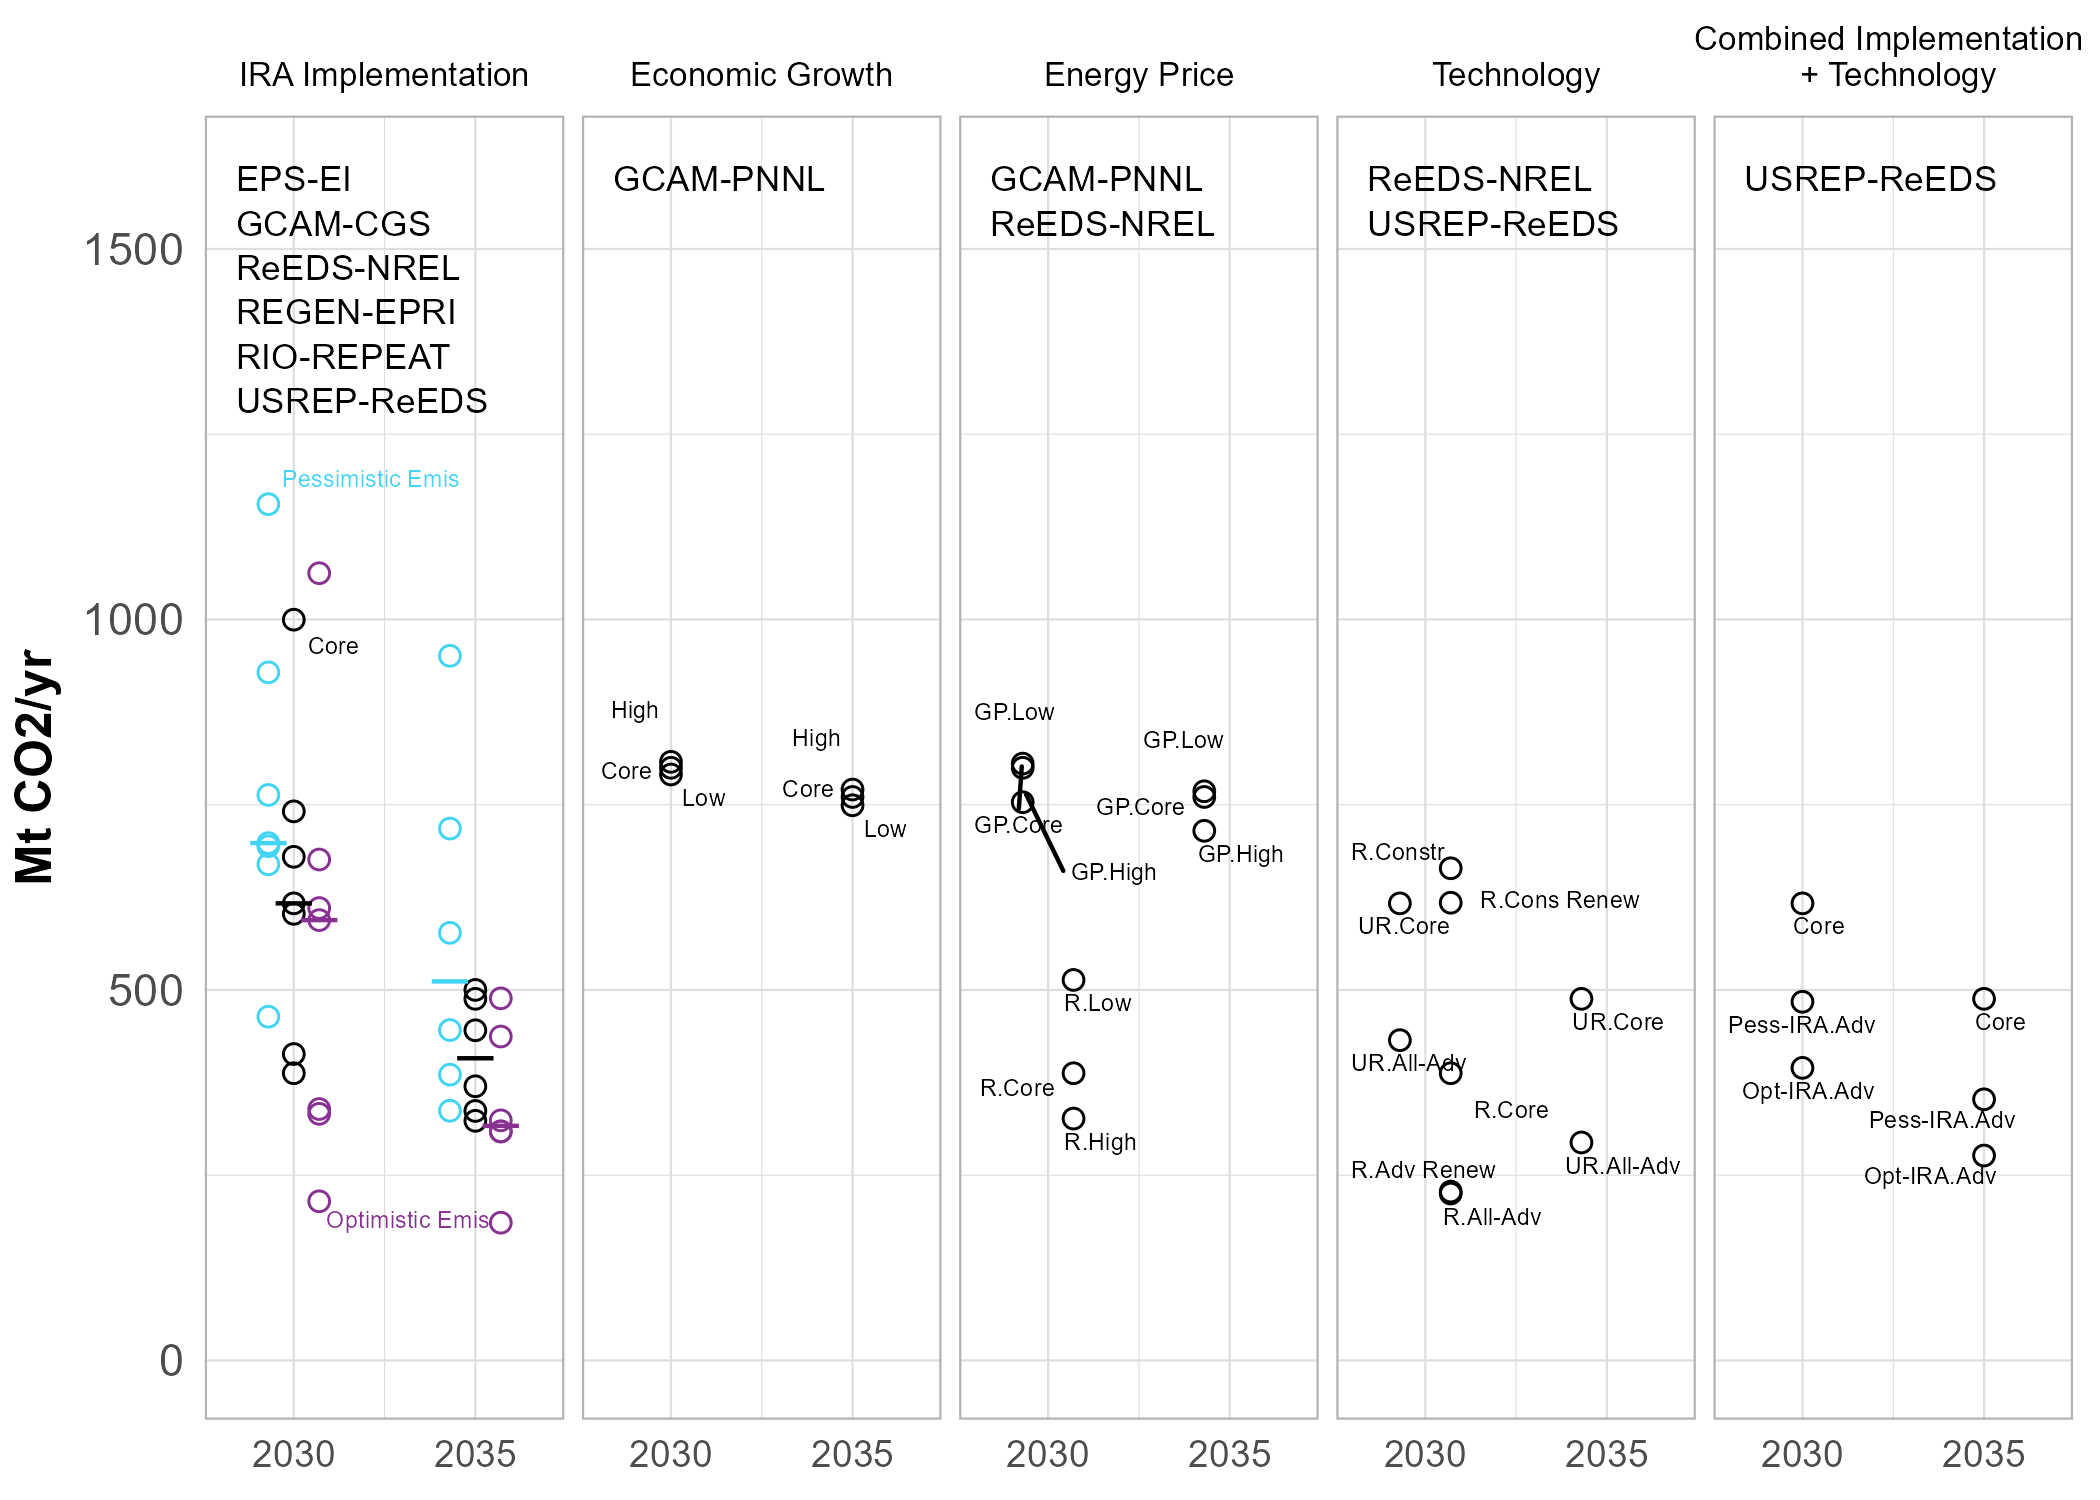 Combined Implementation
IRA Implementation
Economic Growth
Energy Price
Technology
+ Technology
Mt CO2/yr
1500
1000
500
0
EPS-EI
GCAM-CGS
ReEDS-NREL
REGEN-EPRI
RIO-REPEAT
USREP-ReEDS
Pessimistic Emis
Core
Optimistic Emis
2030
2035
GCAM-PNNL
High
Core
Low
High
Core
Low
2030
2035
GCAM-PNNL
ReEDS-NREL
GP.Low
GP.Core
GP.High
GP.Low
GP.Core
GP.High
R.Low
R.Core
R.High
2030
2035
ReEDS-NREL
USREP-ReEDS
R.Constr
R.Cons Renew
UR.Core
UR.Core
UR.All-Adv
R.Core
UR.All-Adv
R.Adv Renew
R.All-Adv
2030
2035
USREP-ReEDS
Core
Core
Pess-IRA.Adv
Opt-IRA.Adv
Pess-IRA.Adv
Opt-IRA.Adv
2030
2035